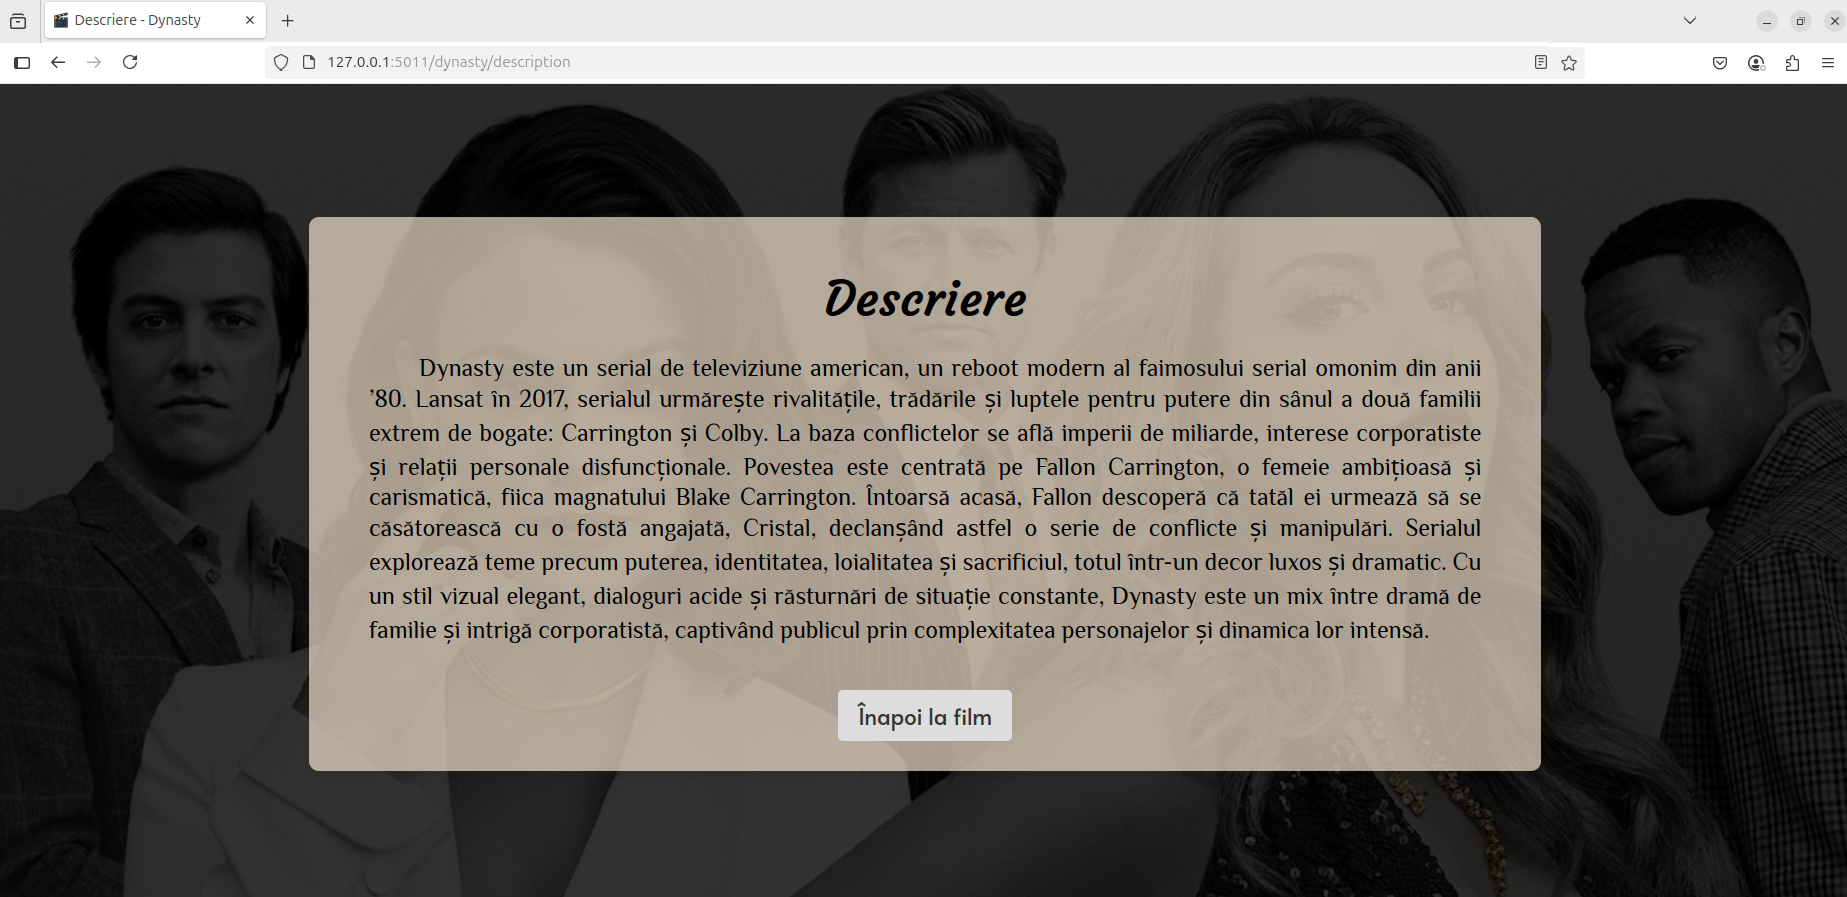 Descriere - Dynasty
127.0.0.1:5011/dynasty/description
Descriere
Dynasty este un serial de televiziune american, un reboot modern al faimosului serial omonim din anii
’80. Lansat în 2017, serialul urmărește rivalitățile, trădările și luptele pentru putere din sânul a două familii
extrem de bogate: Carrington și Colby. La baza conflictelor se află imperii de miliarde, interese corporatiste
și relații personale disfuncționale. Povestea este centrată pe Fallon Carrington, o femeie ambițioasă și
carismatică, fiica magnatului Blake Carrington. Întoarsă acasă, Fallon descoperă că tatăl ei urmează să se
căsătorească cu o fostă angajată, Cristal, declanșând astfel o serie de conflicte și manipulări. Serialul
explorează teme precum puterea, identitatea, loialitatea și sacrificiul, totul într-un decor luxos și dramatic. Cu
un stil vizual elegant, dialoguri acide și răsturnări de situație constante, Dynasty este un mix între dramă de
familie și intrigă corporatistă, captivând publicul prin complexitatea personajelor și dinamica lor intensă.
Înapoi la film